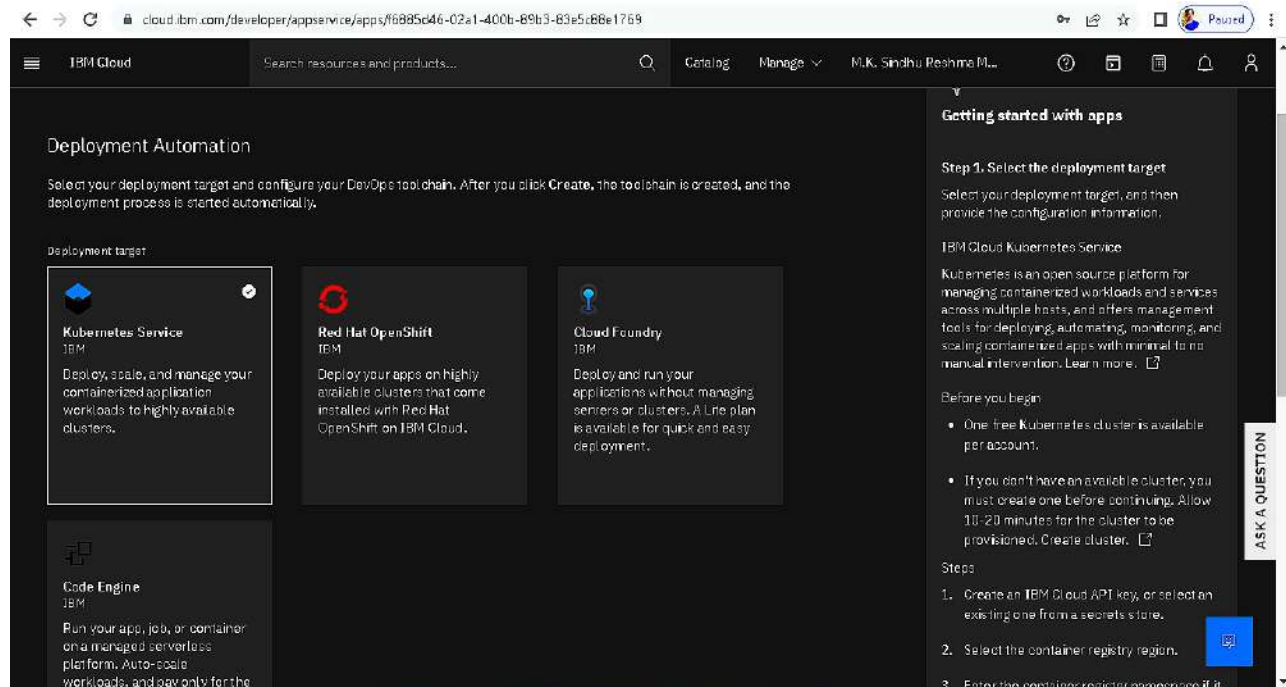 cloud.ibm.com/developer/appservice/apps/f6885d46-02a1-400b-89b3-83e5c88e1769
Paused
IBM Cloud
Search resources and products...
Catalog
Manage
M.K. Sindhu Reshma M...
Deployment Automation
Select your deployment target and configure your DevOps toolchain. After you click Create, the toolchain is created, and the
deployment process is started automatically.
Deployment target
Kubernetes Service
IBM
Deploy, scale, and manage your
containerized application
workloads to highly available
clusters.
Red Hat OpenShift
IBM
Deploy your apps on highly
available clusters that come
installed with Red Hat
OpenShift on IBM Cloud.
Cloud Foundry
IBM
Deploy and run your
applications without managing
servers or clusters. A Lite plan
is available for quick and easy
deployment.
Code Engine
IBM
Run your app, job, or container
on a managed serverless
platform. Auto-scale
workloads, and pay only for the
Getting started with apps
Step 1. Select the deployment target
Select your deployment target, and then
provide the configuration information.
IBM Cloud Kubernetes Service
Kubernetes is an open source platform for
managing containerized workloads and services
across multiple hosts, and offers management
tools for deploying, automating, monitoring, and
scaling containerized apps with minimal to no
manual intervention. Learn more.
Before you begin
• One free Kubernetes cluster is available
per account.
• If you don't have an available cluster, you
must create one before continuing. Allow
10-20 minutes for the cluster to be
provisioned. Create cluster.
Steps
1. Create an IBM Cloud API key, or select an
existing one from a secrets store.
2. Select the container registry region.
3. Enter the container register namespace if it
ASK A QUESTION